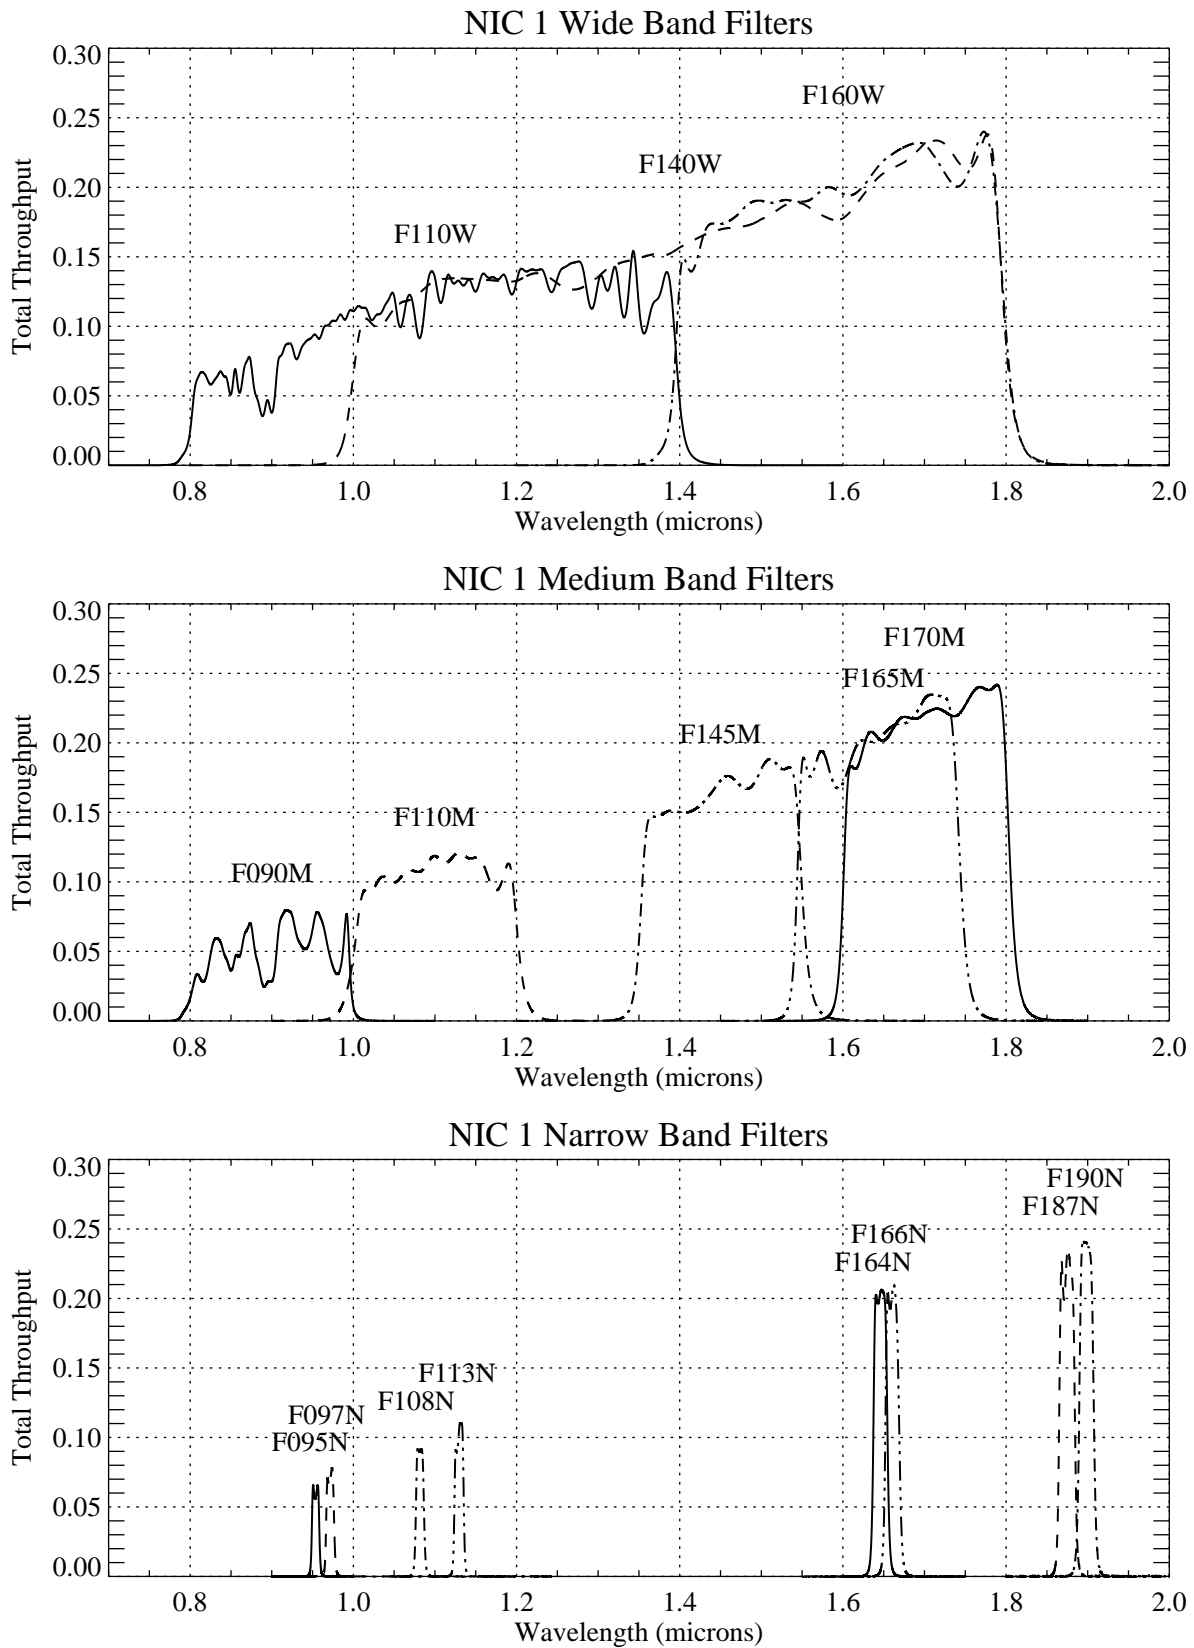 NIC 1 Wide Band Filters
0.30
0.25
0.20
0.15
0.10
0.05
0.00
Total Throughput
F110W
F140W
F160W
0.8 1.0 1.2 1.4 1.6 1.8 2.0
Wavelength (microns)
NIC 1 Medium Band Filters
0.30
0.25
0.20
0.15
0.10
0.05
0.00
Total Throughput
F090M
F110M
F145M
F165M
F170M
0.8 1.0 1.2 1.4 1.6 1.8 2.0
Wavelength (microns)
NIC 1 Narrow Band Filters
0.30
0.25
0.20
0.15
0.10
0.05
0.00
Total Throughput
F097N
F095N
F113N
F108N
F166N
F164N
F190N
F187N
0.8 1.0 1.2 1.4 1.6 1.8 2.0
Wavelength (microns)